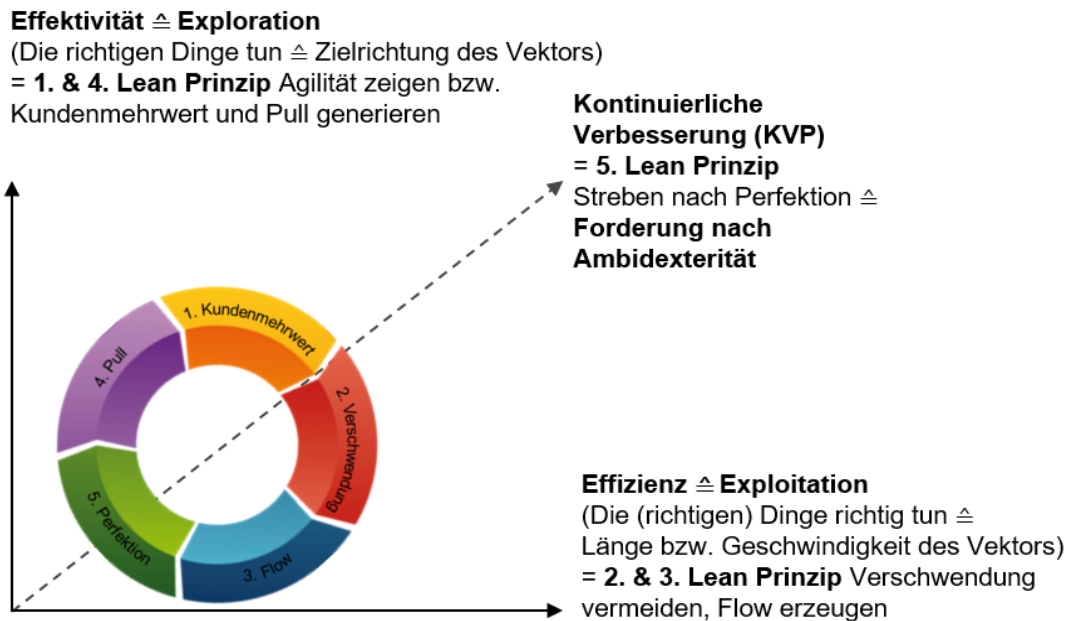 Effektivität ≙ Exploration
(Die richtigen Dinge tun ≙ Zielrichtung des Vektors)
= 1. & 4. Lean Prinzip Agilität zeigen bzw.
Kundenmehrwert und Pull generieren
Kontinuierliche
Verbesserung (KVP)
= 5. Lean Prinzip
Streben nach Perfektion ≙
Forderung nach
Ambidexterität
1. Kundenmehrwert
2. Verschwendung
3. Flow
4. Pull
5. Perfektion
Effizienz ≙ Exploitation
(Die (richtigen) Dinge richtig tun ≙
Länge bzw. Geschwindigkeit des Vektors)
= 2. & 3. Lean Prinzip Verschwendung
vermeiden, Flow erzeugen